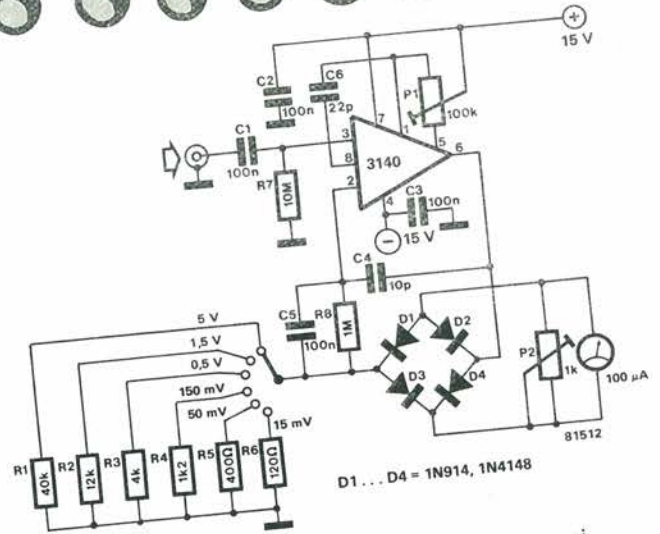 +
15 V
C2
100n
C6
22p
P1
100k
C1
100n
3
8
2
7
1
5
6
4
3140
R7
10M
C3
100n
−
15 V
C4
10p
C5
100n
R8
1M
D1
D2
D3
D4
P2
1k
100 µA
81512
5 V
1,5 V
0,5 V
150 mV
50 mV
15 mV
R1
40k
R2
12k
R3
4k
R4
1k2
R5
400Ω
R6
120Ω
D1 . . . D4 = 1N914, 1N4148